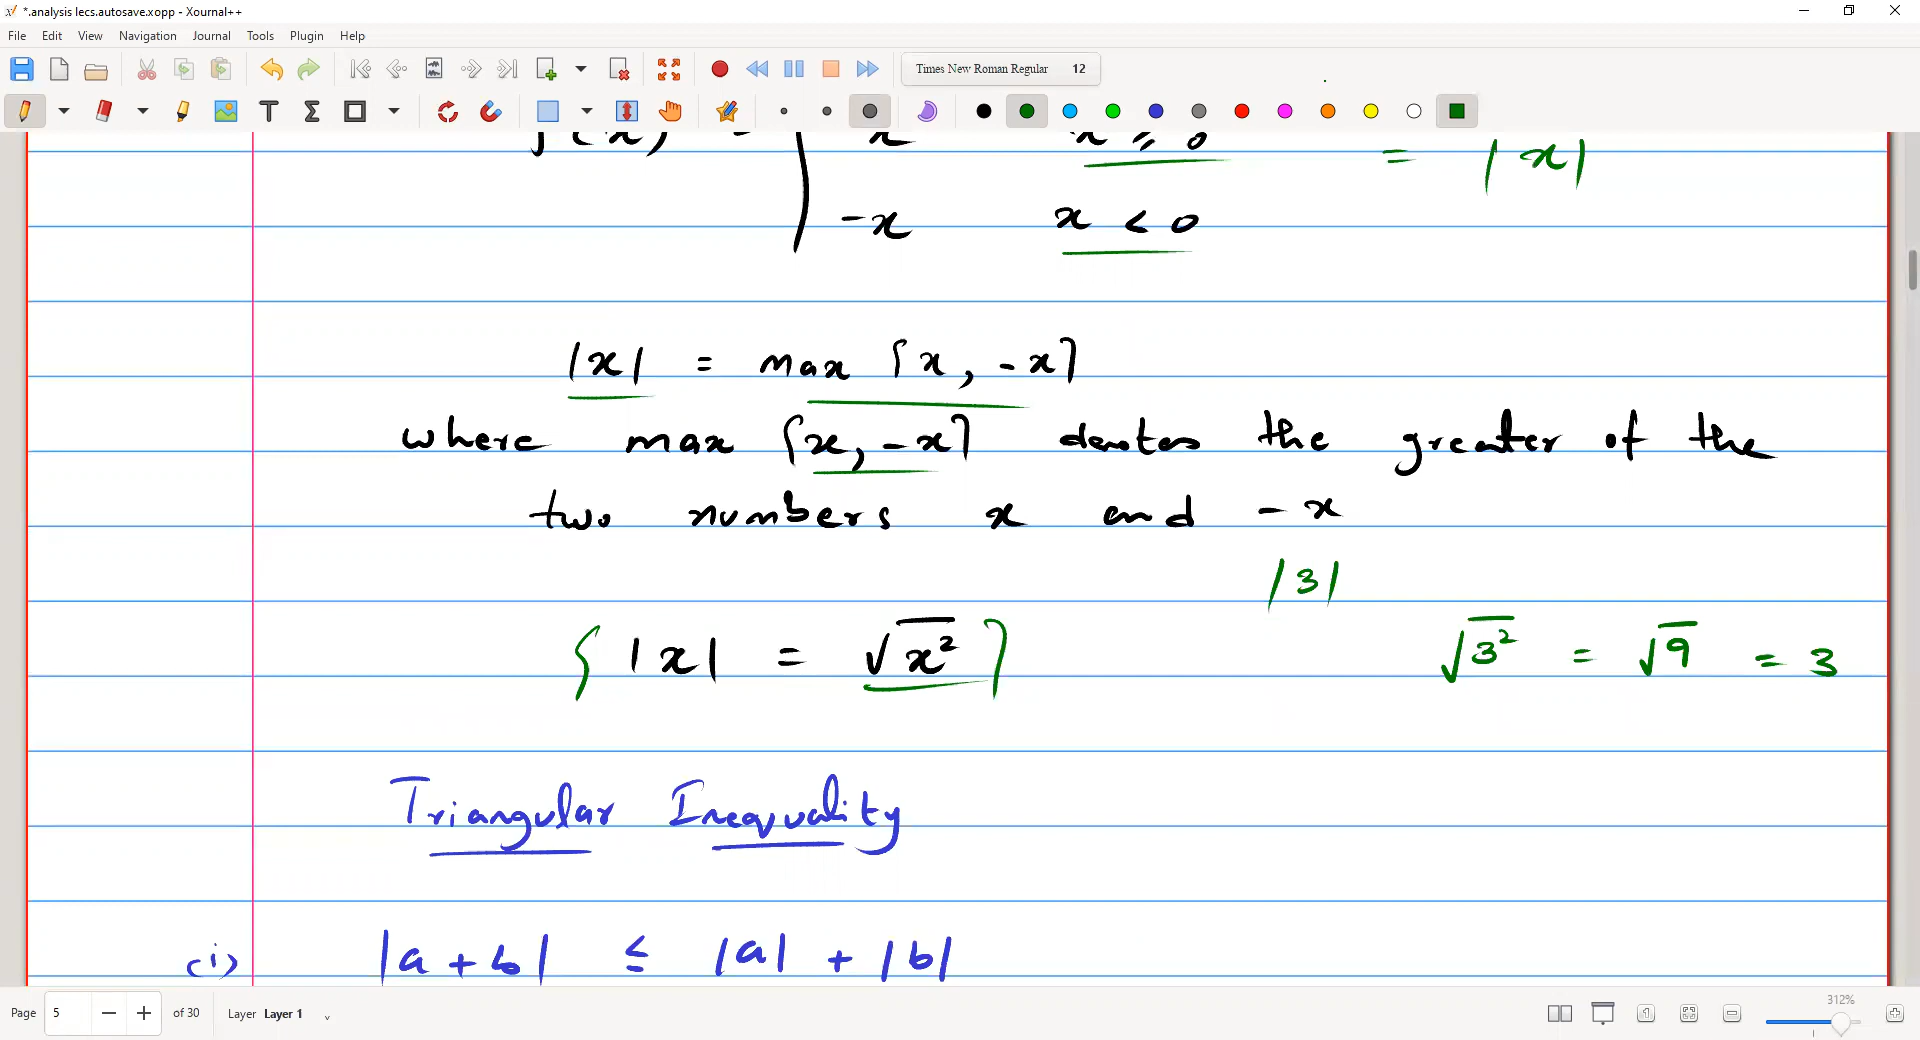 *.analysis lecs.autosave.xopp - Xournal++
File Edit View Navigation Journal Tools Plugin Help
Times New Roman Regular 12
f(x) = { x x ≥ 0 = |x|
-x x < 0
|x| = max {x, -x}
where max {x, -x} denotes the greater of the
two numbers x and -x
|3|
{ |x| = √x² } √3² = √9 = 3
Triangular Inequality
(i) |a + b| ≤ |a| + |b|
Page 5 of 30 Layer Layer 1 312%